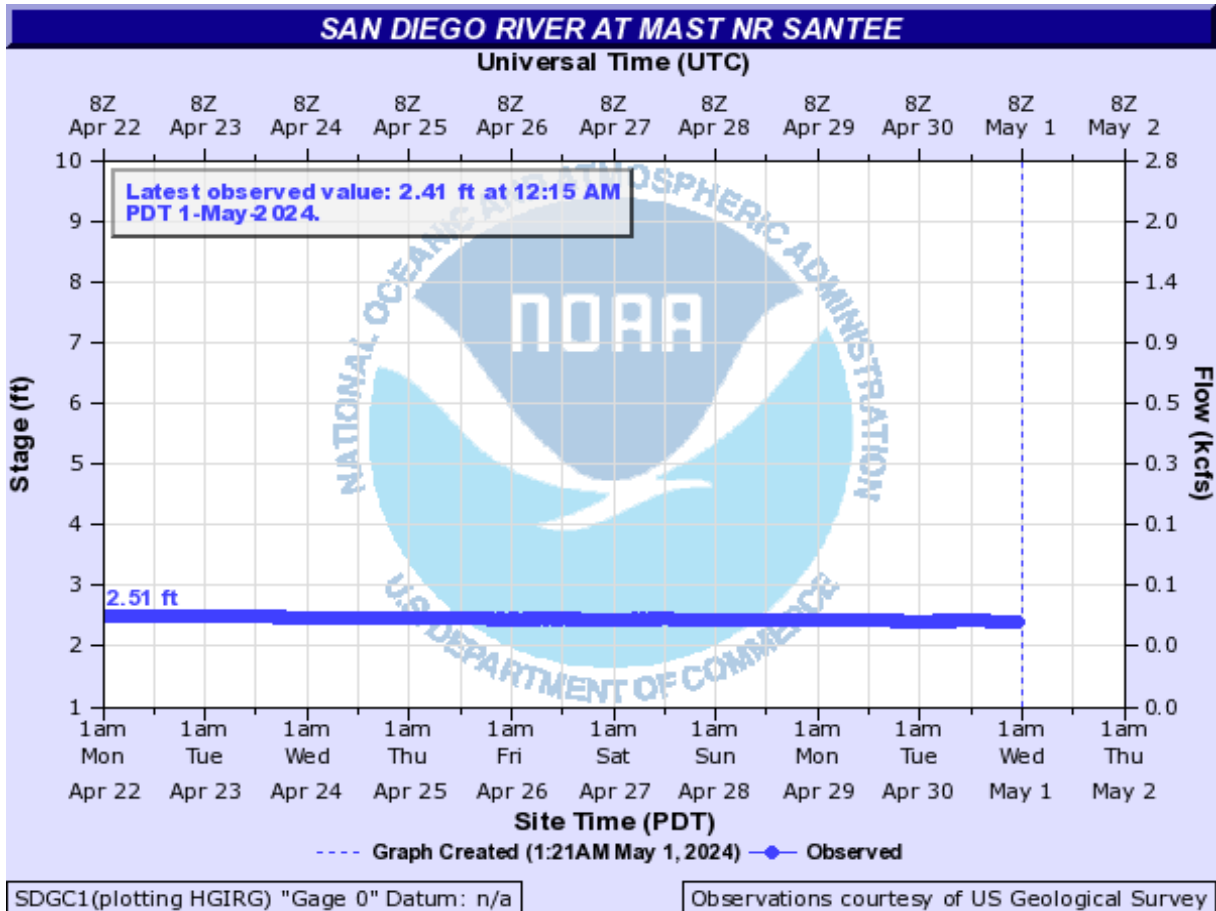 SAN DIEGO RIVER AT MAST NR SANTEE
Universal Time (UTC)
8Z 8Z 8Z 8Z 8Z 8Z 8Z 8Z 8Z 8Z 8Z
Apr 22 Apr 23 Apr 24 Apr 25 Apr 26 Apr 27 Apr 28 Apr 29 Apr 30 May 1 May 2
Latest observed value: 2.41 ft at 12:15 AM
PDT 1-May-2024.
NATIONAL OCEANIC AND ATMOSPHERIC ADMINISTRATION
NOAA
U.S. DEPARTMENT OF COMMERCE
Stage (ft)
10
9
8
7
6
5
4
3
2
1
2.51 ft
Flow (kcfs)
2.8
2.0
1.4
0.9
0.5
0.3
0.1
0.1
0.0
0.0
1am 1am 1am 1am 1am 1am 1am 1am 1am 1am 1am
Mon Tue Wed Thu Fri Sat Sun Mon Tue Wed Thu
Apr 22 Apr 23 Apr 24 Apr 25 Apr 26 Apr 27 Apr 28 Apr 29 Apr 30 May 1 May 2
Site Time (PDT)
Graph Created (1:21AM May 1, 2024) Observed
SDGC1(plotting HGIRG) "Gage 0" Datum: n/a
Observations courtesy of US Geological Survey